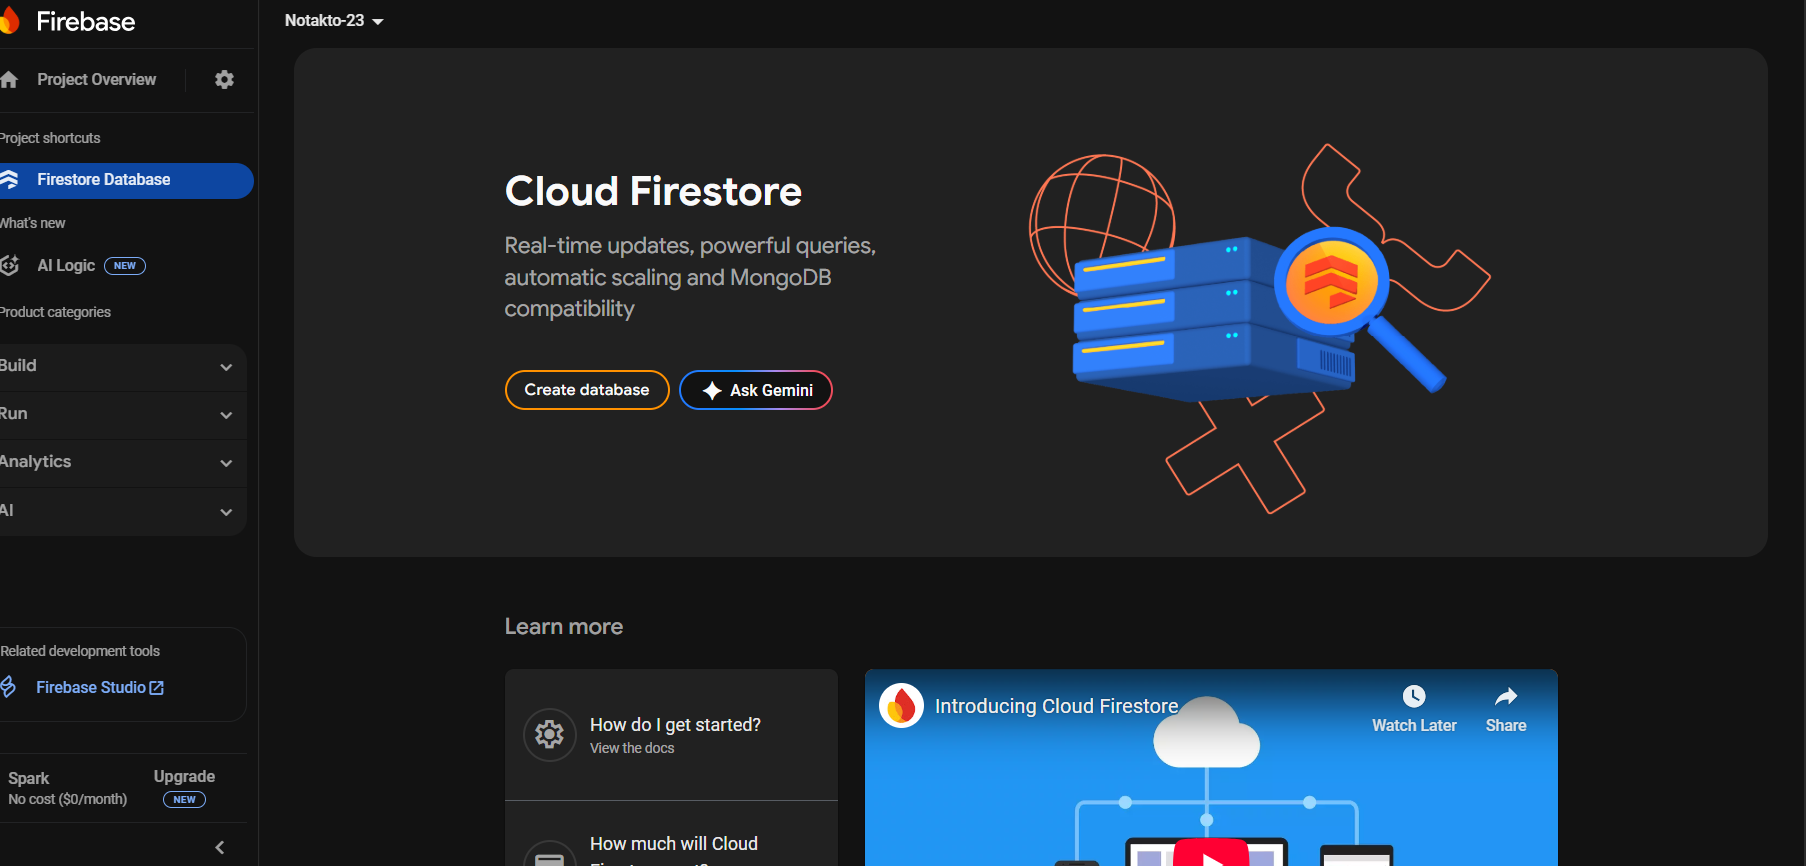 Firebase
Notakto-23
Project Overview
Project shortcuts
Firestore Database
What's new
AI Logic NEW
Product categories
Build
Run
Analytics
AI
Related development tools
Firebase Studio
Spark
No cost ($0/month)
Upgrade
NEW
Cloud Firestore
Real-time updates, powerful queries,
automatic scaling and MongoDB
compatibility
Create database
Ask Gemini
Learn more
How do I get started?
View the docs
How much will Cloud
Introducing Cloud Firestore
Watch Later
Share